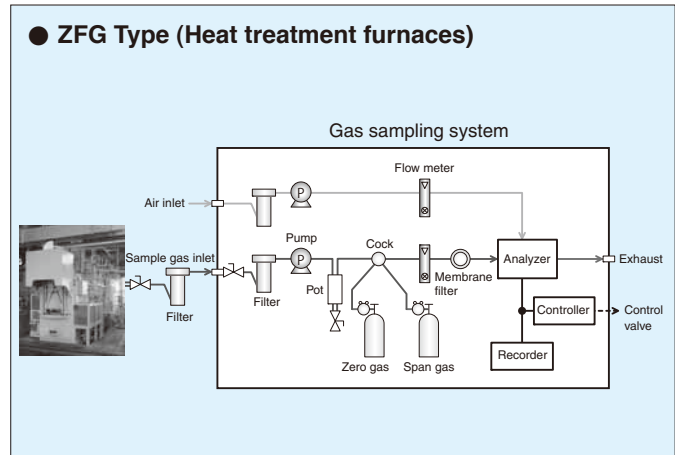 ● ZFG Type (Heat treatment furnaces)
Gas sampling system
Flow meter
P
Air inlet
Pump
Cock
Sample gas inlet
P
Analyzer
Exhaust
Membrane
filter
Filter
Pot
Filter
Controller
Control
valve
Recorder
Zero gas
Span gas